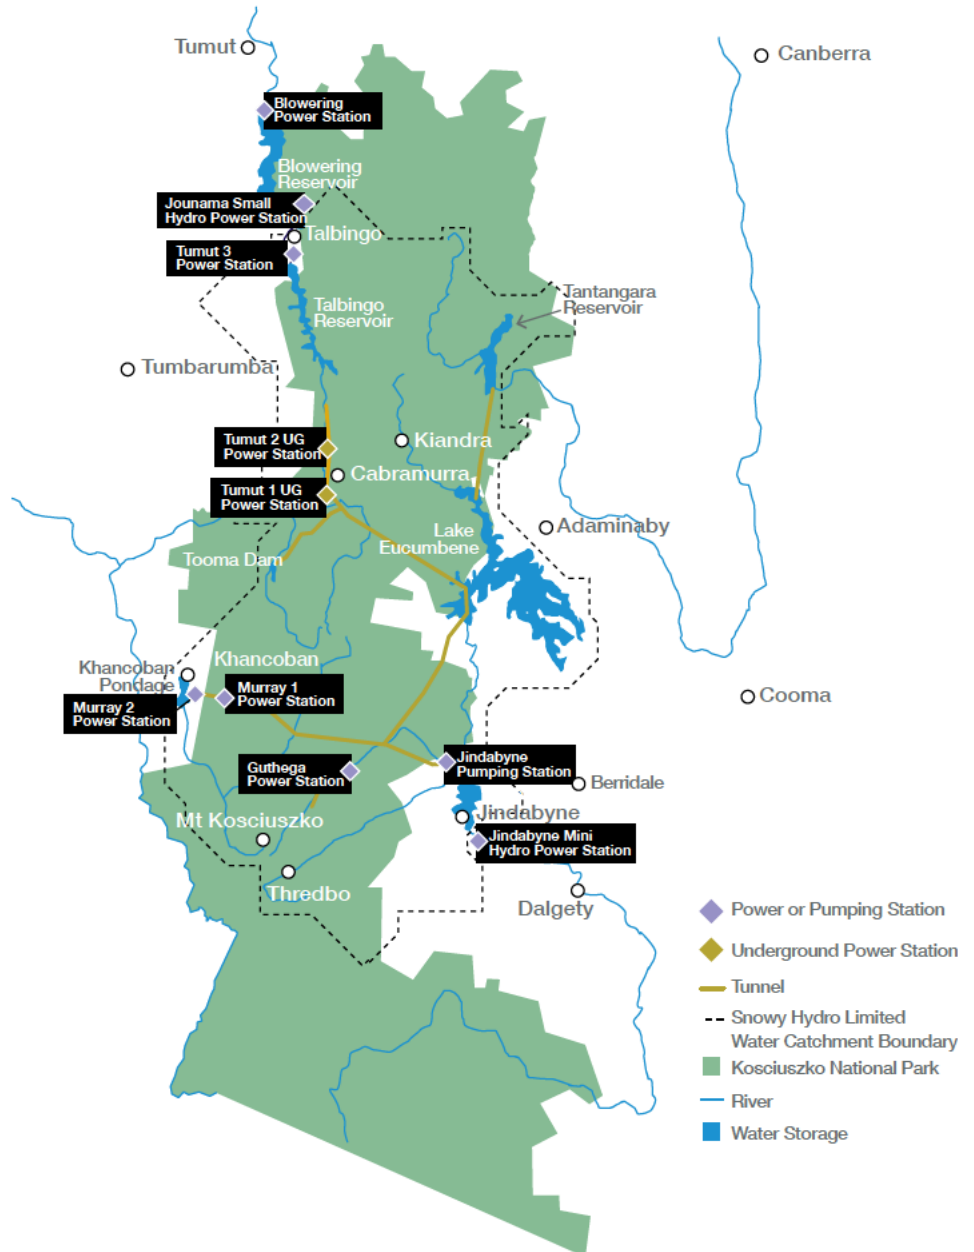 Tumut
Canberra
Blowering
Power Station
Blowering
Reservoir
Jounama Small
Hydro Power Station
Talbingo
Tumut 3
Power Station
Tantangara
Reservoir
Talbingo
Reservoir
Tumbarumba
Tumut 2 UG
Power Station
Kiandra
Cabramurra
Tumut 1 UG
Power Station
Lake
Eucumbene
Adaminaby
Tooma Dam
Khancoban
Khancoban
Pondage
Murray 1
Power Station
Murray 2
Power Station
Cooma
Guthega
Power Station
Jindabyne
Pumping Station
Berridale
Mt Kosciuszko
Jindabyne
Jindabyne Mini
Hydro Power Station
Thredbo
Dalgety
Power or Pumping Station
Underground Power Station
Tunnel
Snowy Hydro Limited
Water Catchment Boundary
Kosciuszko National Park
River
Water Storage